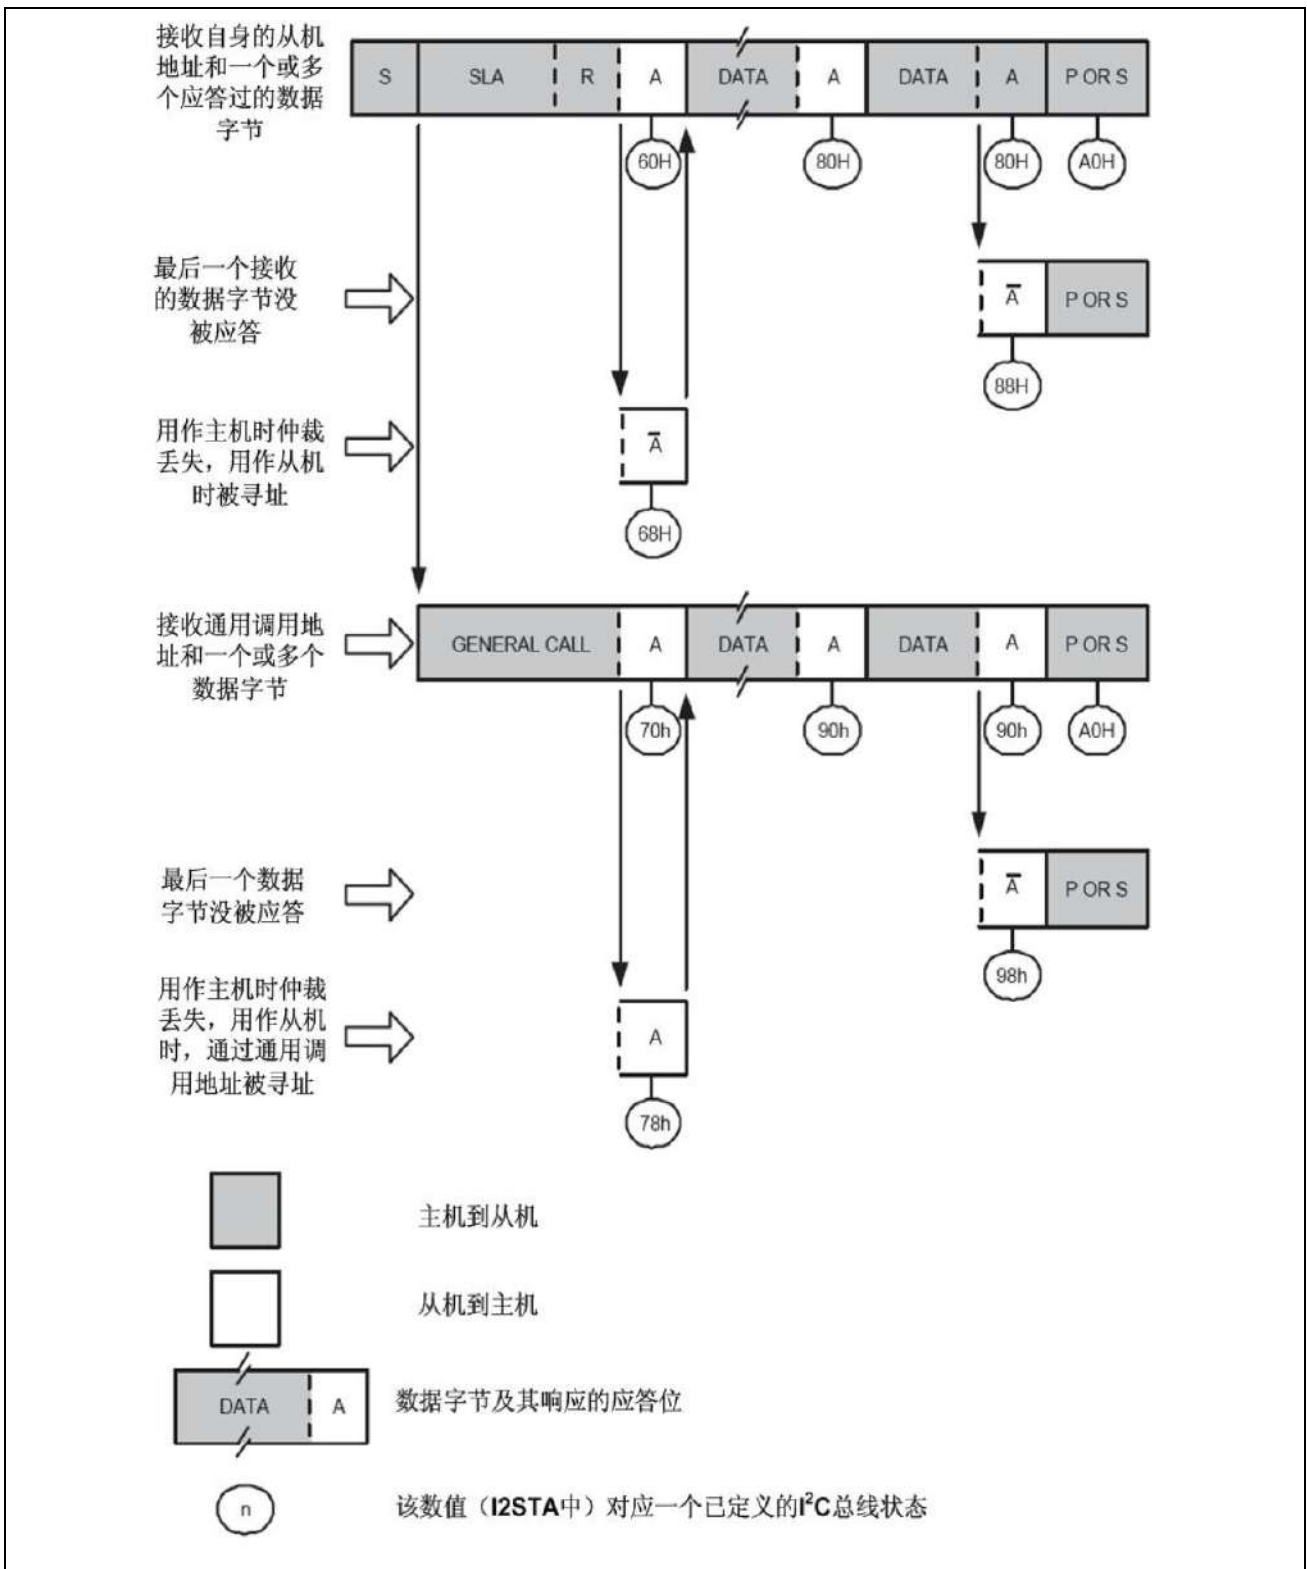 接收自身的从机
地址和一个或多
个应答过的数据
字节
S SLA R A DATA A DATA A P OR S
60H 80H 80H A0H
最后一个接收
的数据字节没
被应答
Ā P OR S
88H
用作主机时仲裁
丢失，用作从机
时被寻址
Ā
68H
接收通用调用地
址和一个或多个
数据字节
GENERAL CALL A DATA A DATA A P OR S
70h 90h 90h A0H
最后一个数据
字节没被应答
Ā P OR S
98h
用作主机时仲裁
丢失，用作从机
时，通过通用调
用地址被寻址
A
78h
主机到从机
从机到主机
DATA A
数据字节及其响应的应答位
n
该数值（I2STA中）对应一个已定义的I²C总线状态